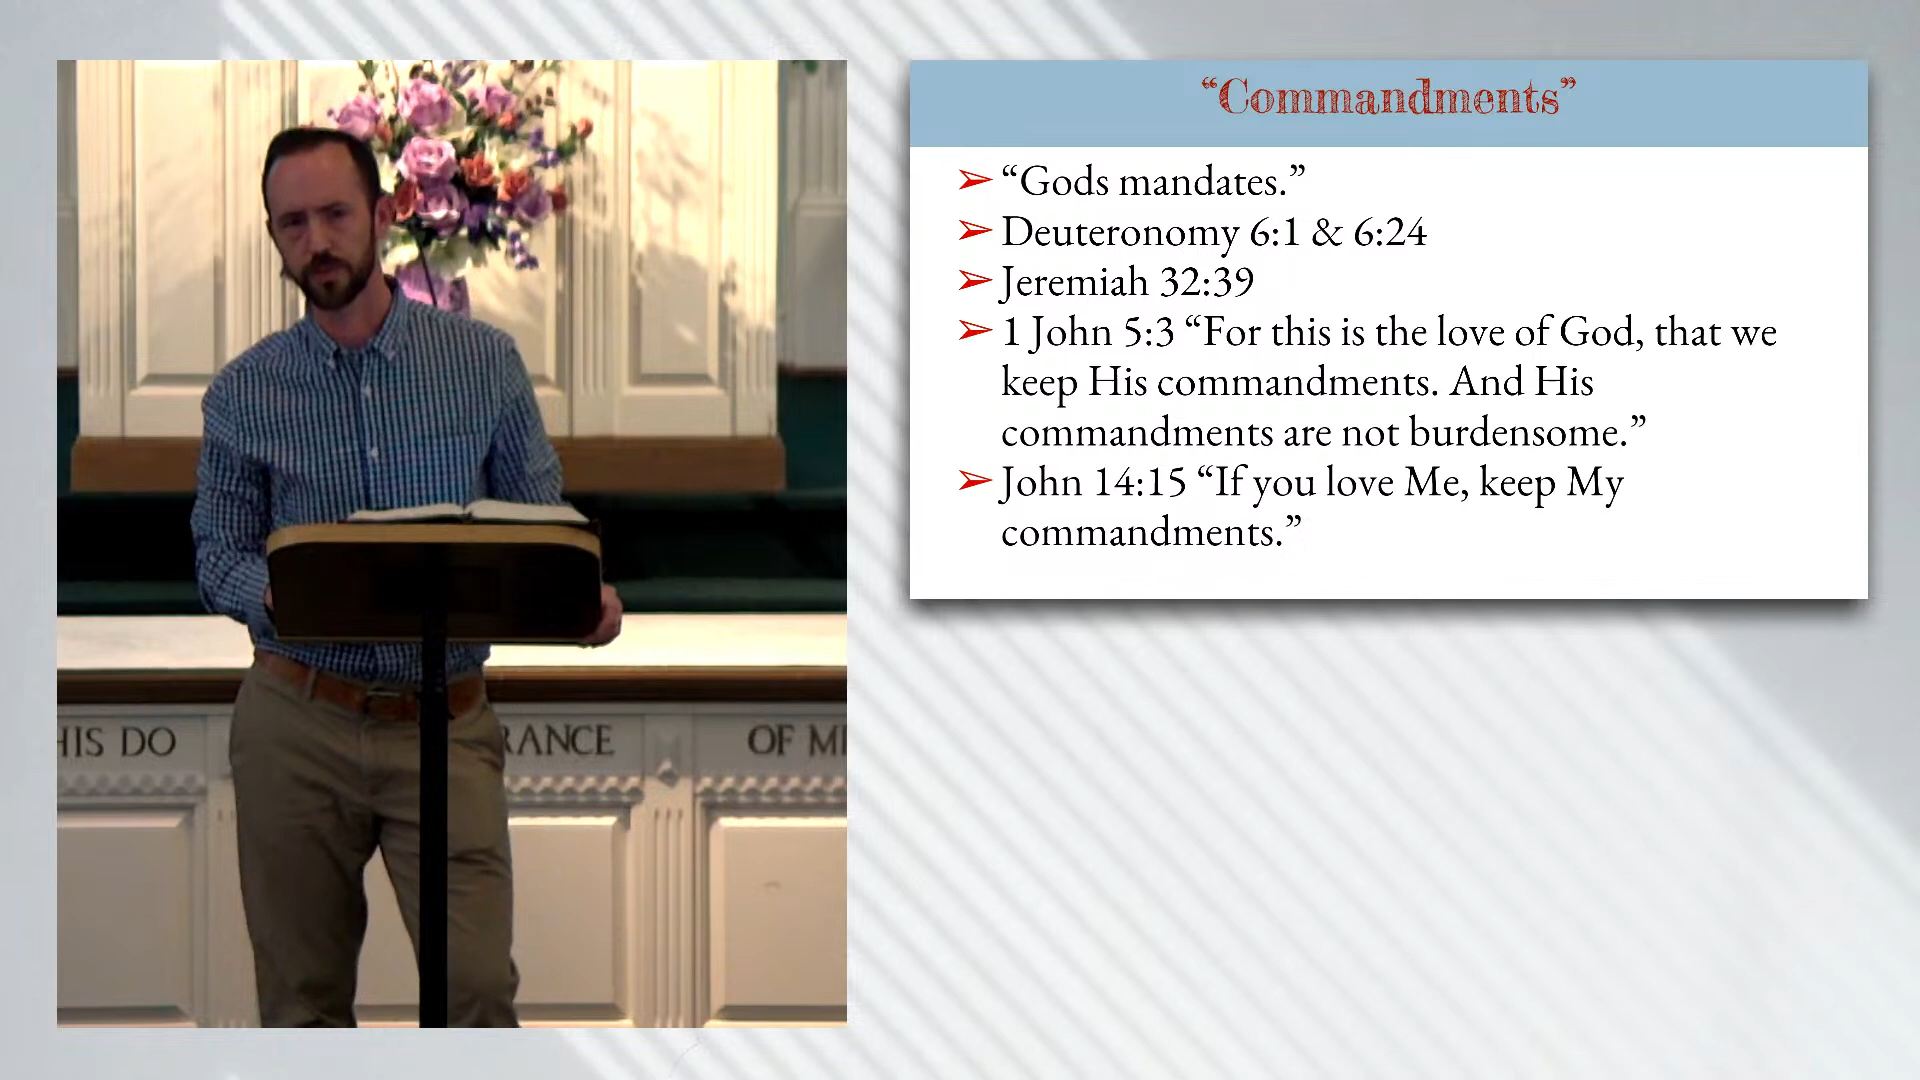 “Commandments”
“Gods mandates.”
Deuteronomy 6:1 & 6:24
Jeremiah 32:39
1 John 5:3 “For this is the love of God, that we
keep His commandments. And His
commandments are not burdensome.”
John 14:15 “If you love Me, keep My
commandments.”
HIS DO RANCE OF M